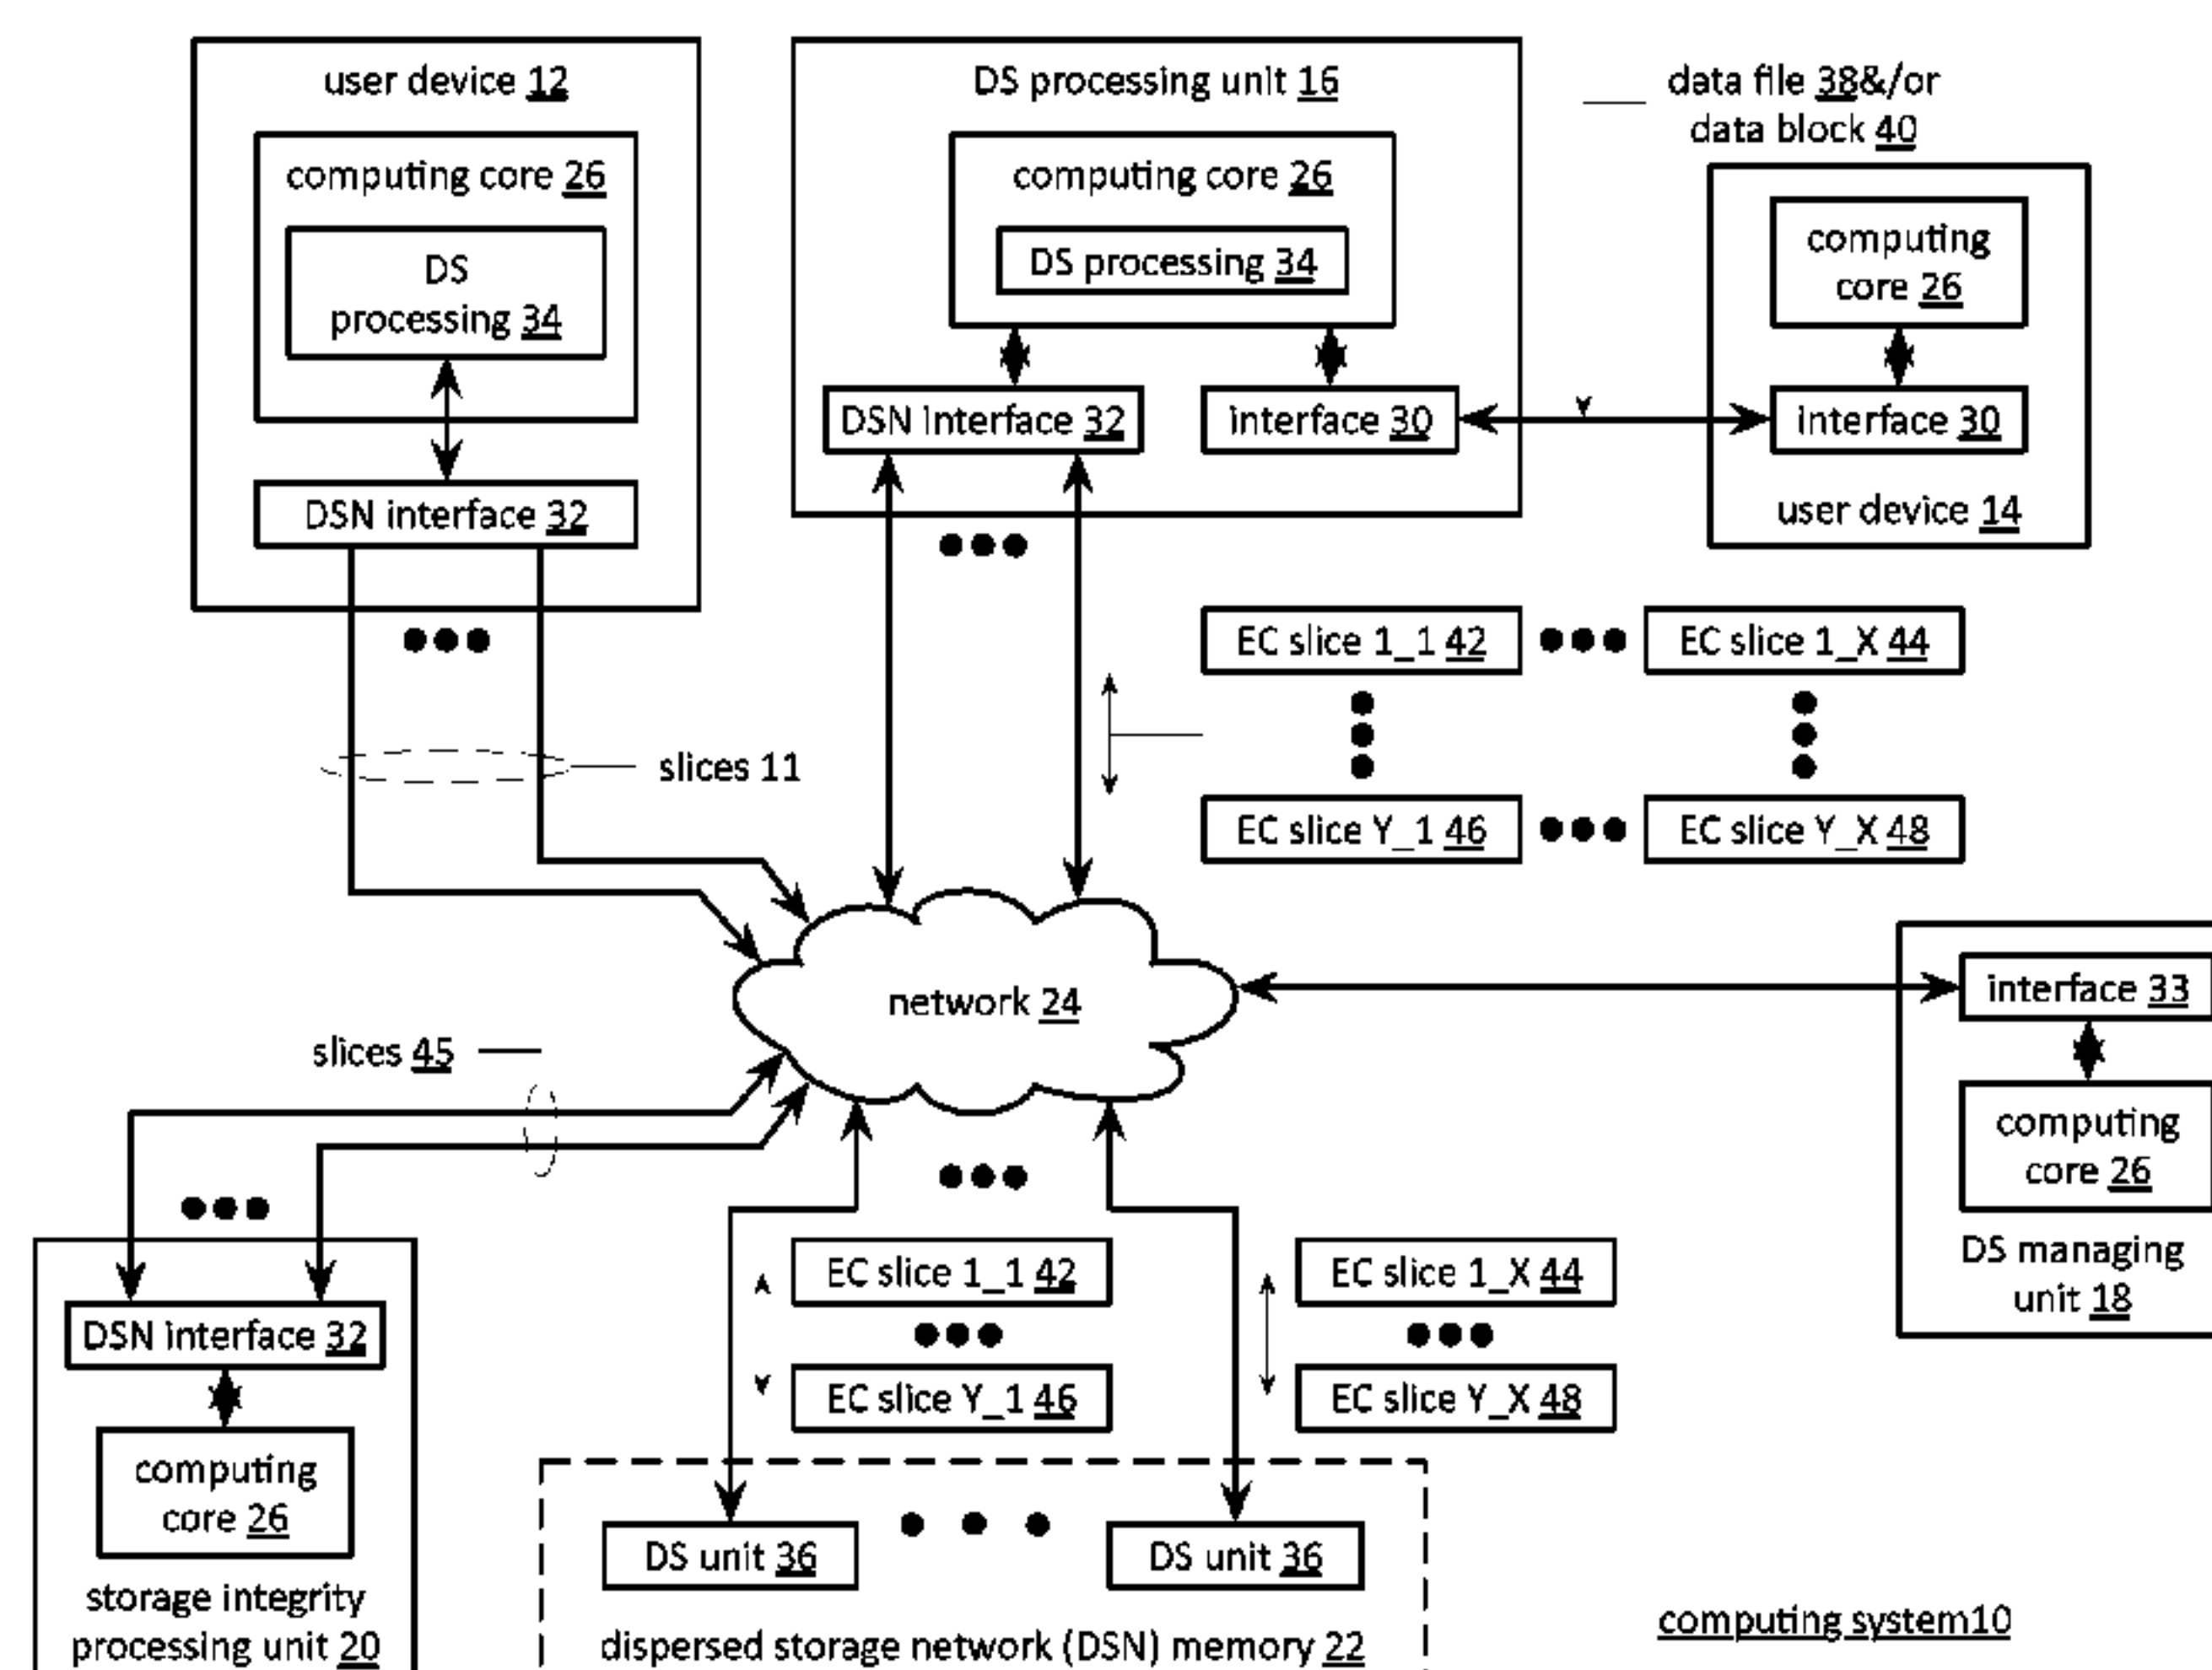 user device 12
computing core 26
DS
processing 34
DSN interface 32
DS processing unit 16
computing core 26
DS processing 34
DSN interface 32
interface 30
data file 38&/or
data block 40
computing
core 26
interface 30
user device 14
EC slice 1_1 42
EC slice 1_X 44
EC slice Y_1 46
EC slice Y_X 48
slices 11
network 24
interface 33
computing
core 26
DS managing
unit 18
slices 45
DSN interface 32
computing
core 26
storage integrity
processing unit 20
EC slice 1_1 42
EC slice Y_1 46
EC slice 1_X 44
EC slice Y_X 48
DS unit 36
DS unit 36
dispersed storage network (DSN) memory 22
computing system10